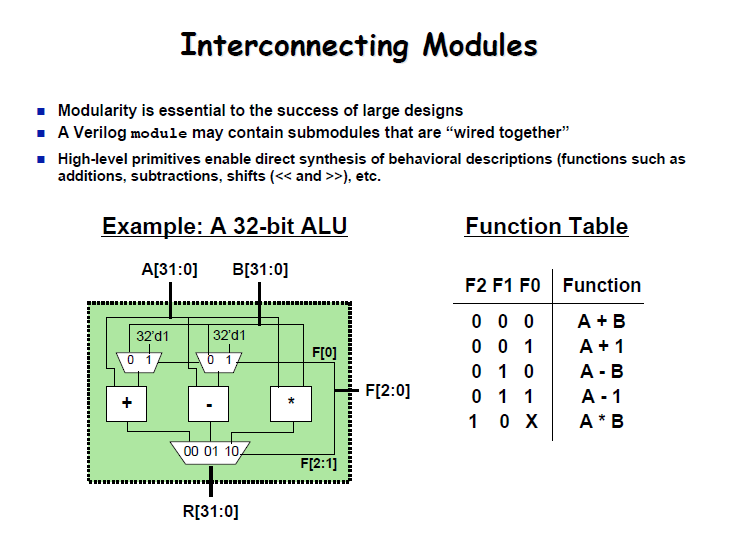 Interconnecting Modules
■ Modularity is essential to the success of large designs
■ A Verilog module may contain submodules that are “wired together”
■ High-level primitives enable direct synthesis of behavioral descriptions (functions such as
additions, subtractions, shifts (<< and >>), etc.
Example: A 32-bit ALU
A[31:0] B[31:0]
32'd1 32'd1
0 1 0 1 F[0]
+ - *
F[2:0]
00 01 10
F[2:1]
R[31:0]
Function Table
F2 F1 F0 Function
0 0 0 A + B
0 0 1 A + 1
0 1 0 A - B
0 1 1 A - 1
1 0 X A * B